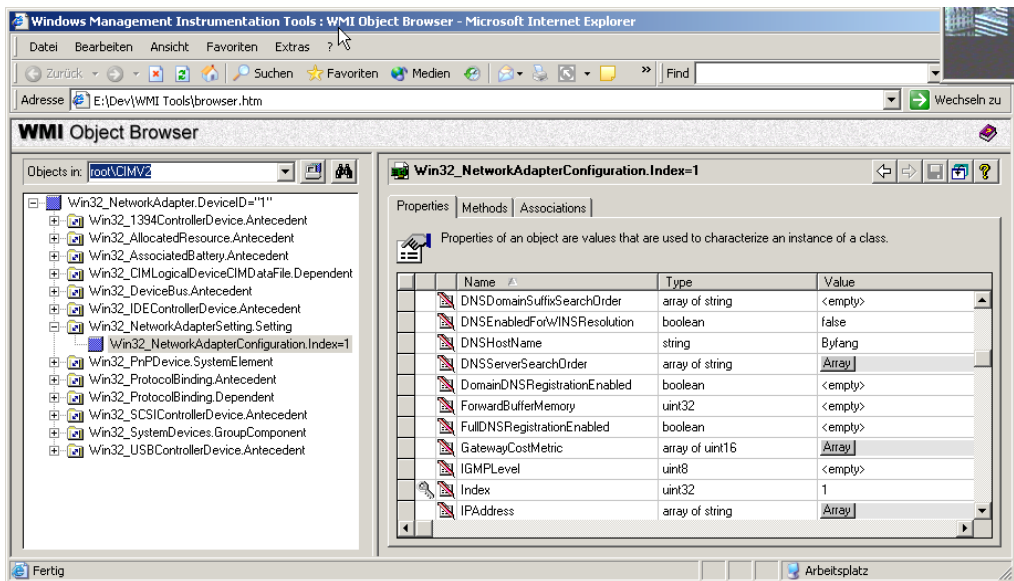 Windows Management Instrumentation Tools : WMI Object Browser - Microsoft Internet Explorer
Datei Bearbeiten Ansicht Favoriten Extras ?
Zurück Suchen Favoriten Medien » Find
Adresse E:\Dev\WMI Tools\browser.htm Wechseln zu
WMI Object Browser
Objects in: root\CIMV2
Win32_NetworkAdapter.DeviceID="1"
Win32_1394ControllerDevice.Antecedent
Win32_AllocatedResource.Antecedent
Win32_AssociatedBattery.Antecedent
Win32_CIMLogicalDeviceCIMDataFile.Dependent
Win32_DeviceBus.Antecedent
Win32_IDEControllerDevice.Antecedent
Win32_NetworkAdapterSetting.Setting
Win32_NetworkAdapterConfiguration.Index=1
Win32_PnPDevice.SystemElement
Win32_ProtocolBinding.Antecedent
Win32_ProtocolBinding.Dependent
Win32_SCSIControllerDevice.Antecedent
Win32_SystemDevices.GroupComponent
Win32_USBControllerDevice.Antecedent
Win32_NetworkAdapterConfiguration.Index=1
Properties Methods Associations
Properties of an object are values that are used to characterize an instance of a class.
Name Type Value
DNSDomainSuffixSearchOrder array of string <empty>
DNSEnabledForWINSResolution boolean false
DNSHostName string Byfang
DNSServerSearchOrder array of string Array
DomainDNSRegistrationEnabled boolean <empty>
ForwardBufferMemory uint32 <empty>
FullDNSRegistrationEnabled boolean <empty>
GatewayCostMetric array of uint16 Array
IGMPLevel uint8 <empty>
Index uint32 1
IPAddress array of string Array
Fertig Arbeitsplatz